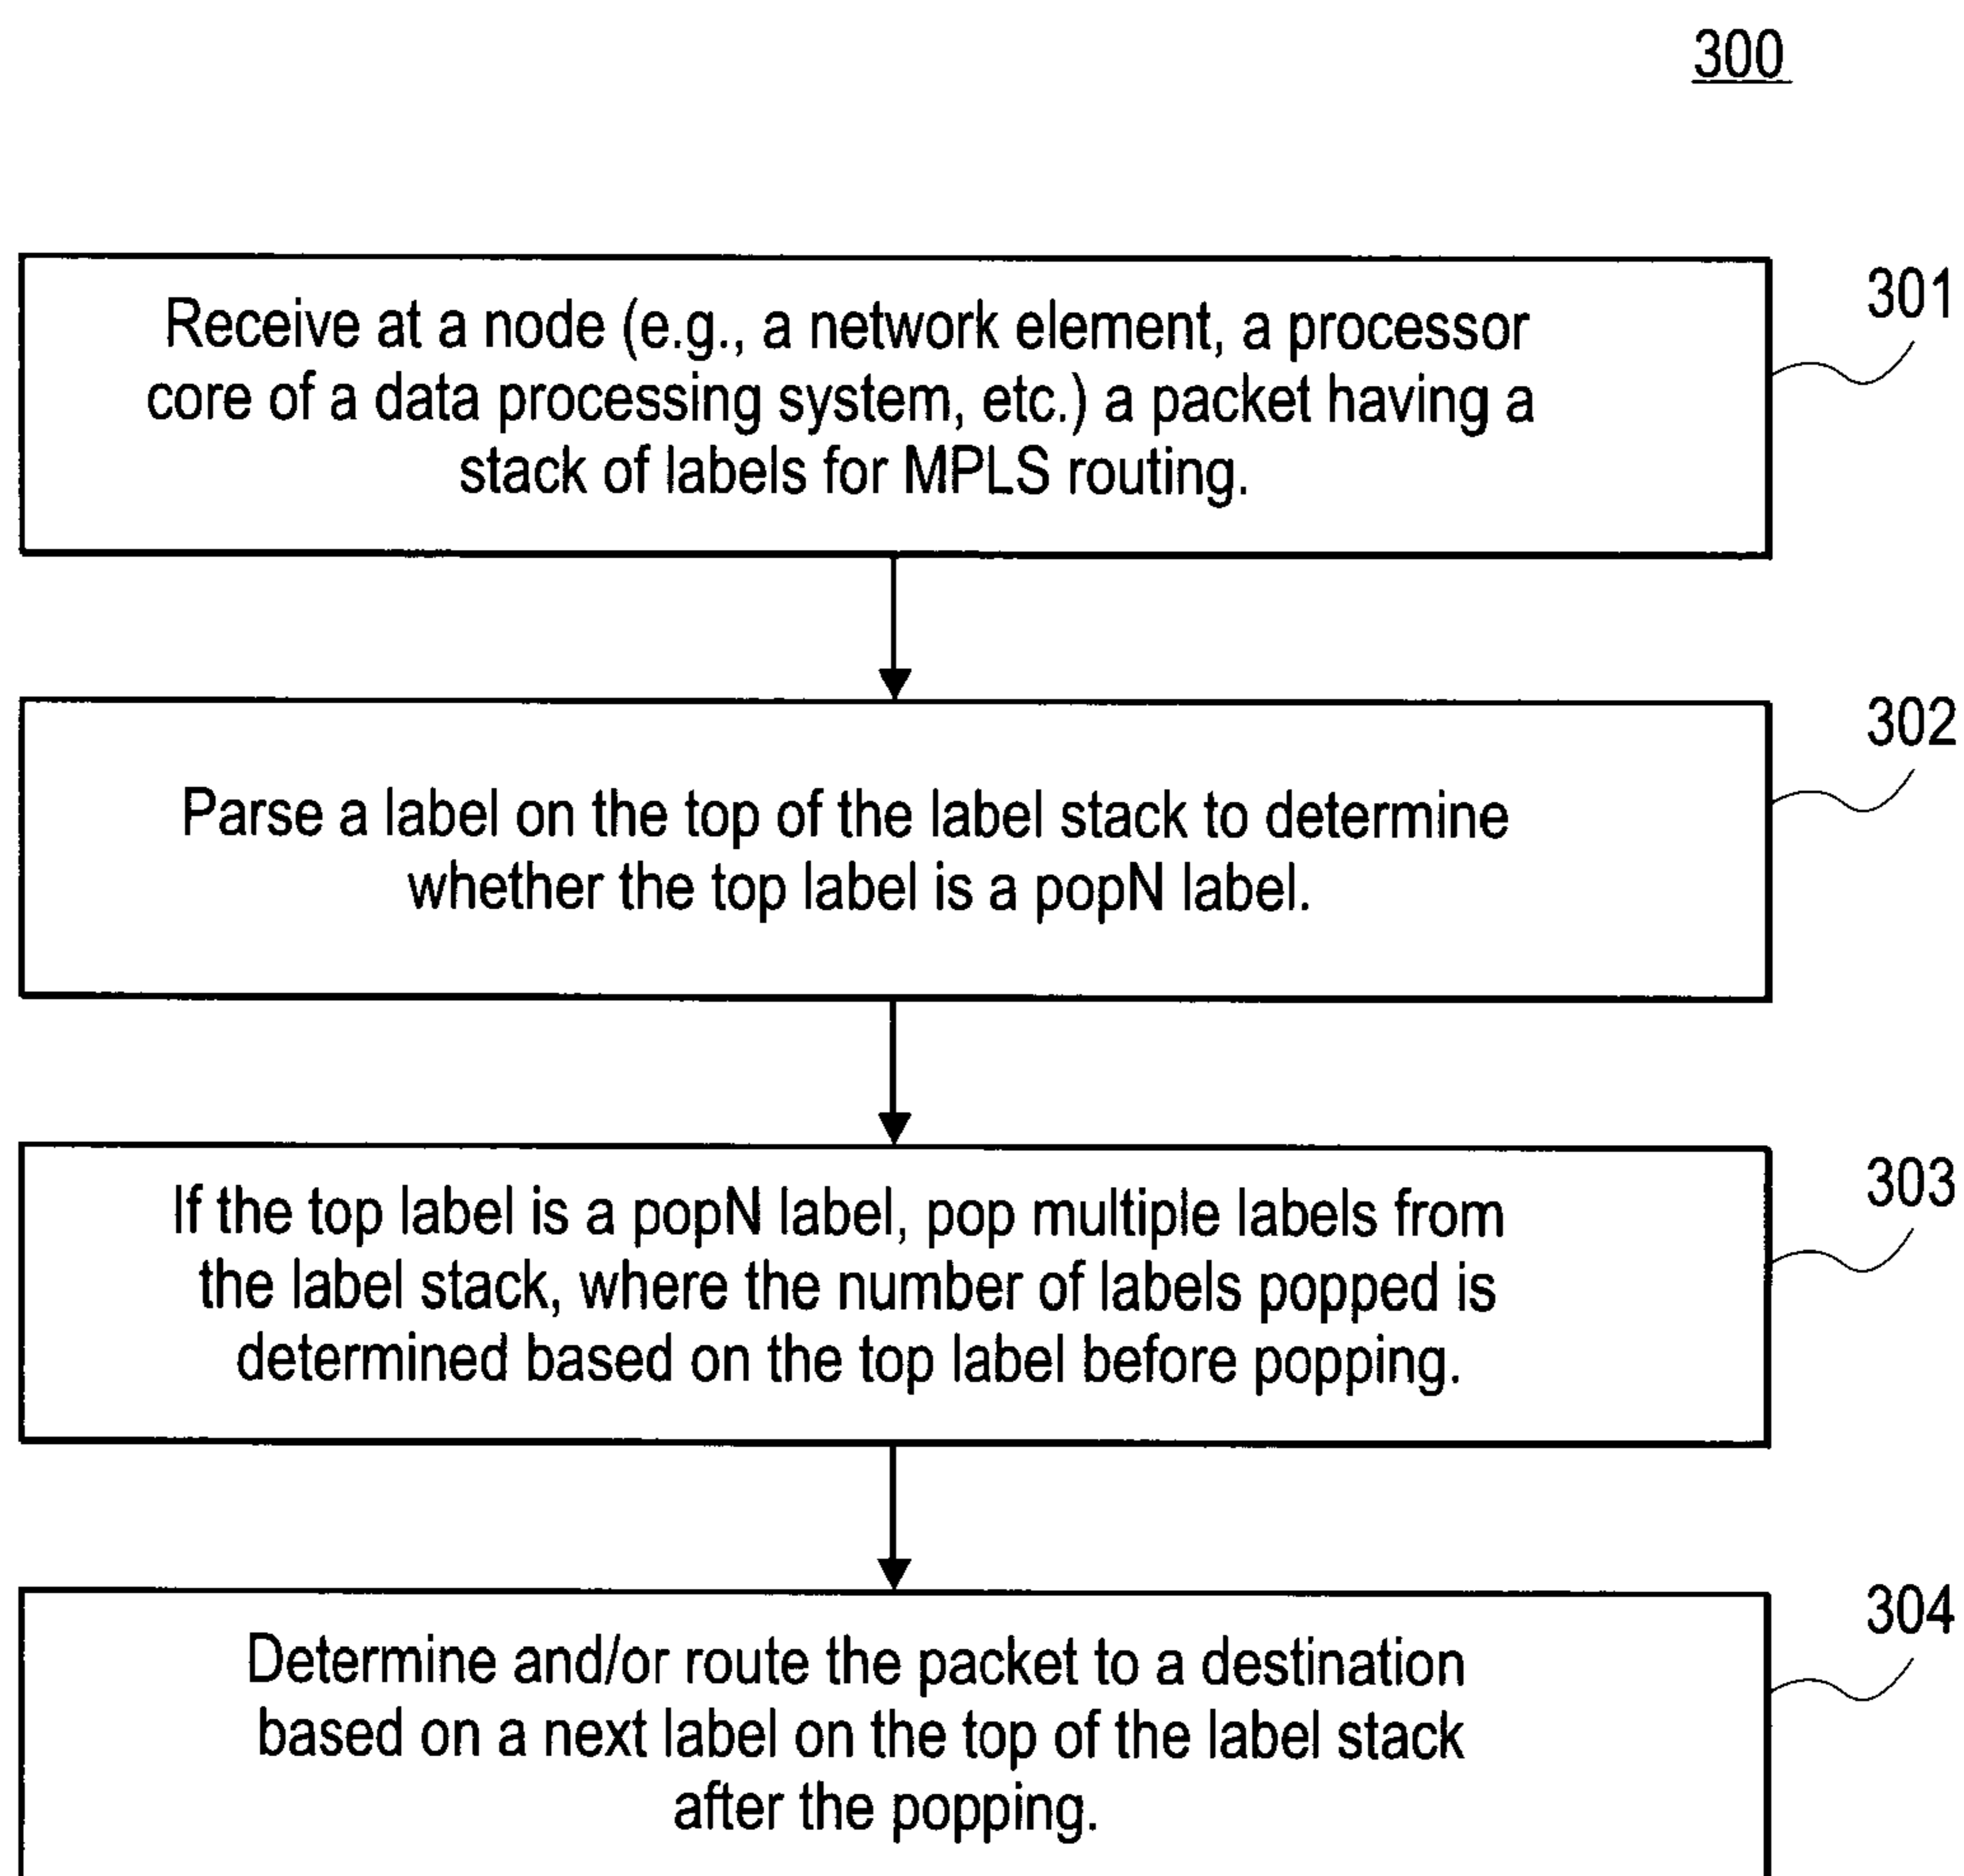 300
Receive at a node (e.g., a network element, a processor
core of a data processing system, etc.) a packet having a
stack of labels for MPLS routing.
301
Parse a label on the top of the label stack to determine
whether the top label is a popN label.
302
If the top label is a popN label, pop multiple labels from
the label stack, where the number of labels popped is
determined based on the top label before popping.
303
Determine and/or route the packet to a destination
based on a next label on the top of the label stack
after the popping.
304